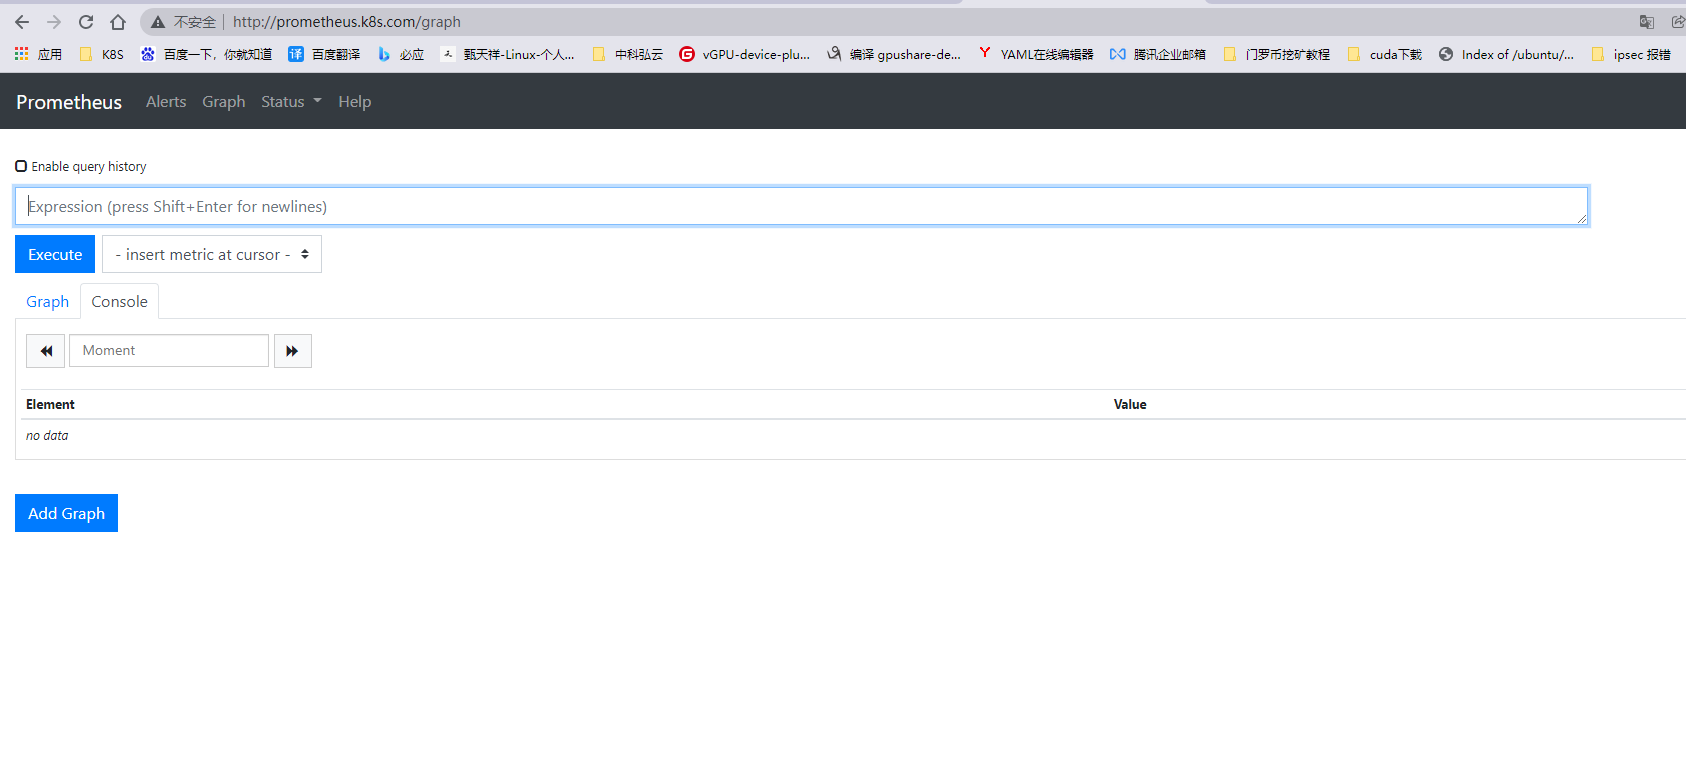 不安全 http://prometheus.k8s.com/graph
应用 K8S 百度一下，你就知道 百度翻译 必应 甄天祥-Linux-个人... 中科弘云 vGPU-device-plu... 编译 gpushare-de... YAML在线编辑器 腾讯企业邮箱 门罗币挖矿教程 cuda下载 Index of /ubuntu/... ipsec 报错
Prometheus Alerts Graph Status Help
Enable query history
Expression (press Shift+Enter for newlines)
Execute - insert metric at cursor -
Graph Console
Moment
Element Value
no data
Add Graph